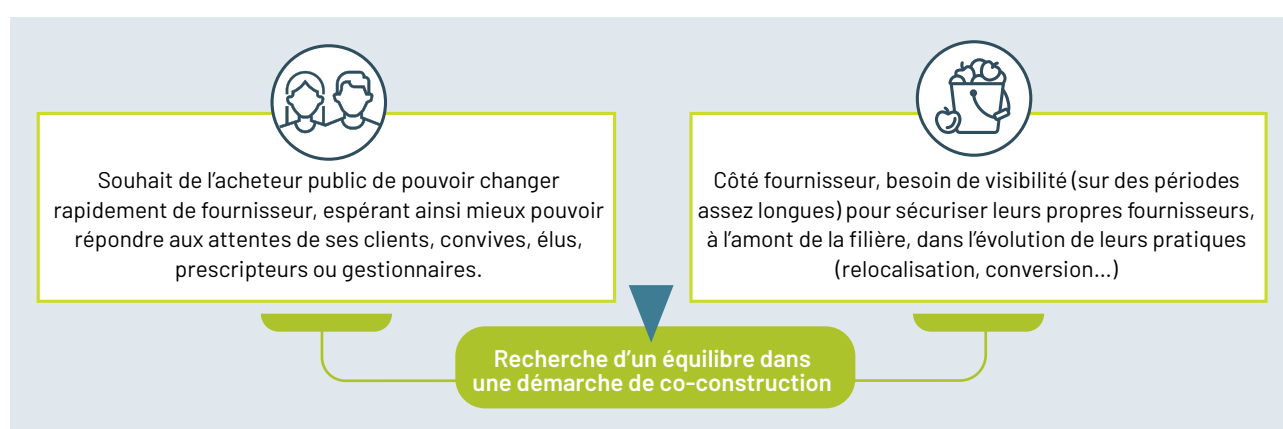 Souhait de l’acheteur public de pouvoir changer
rapidement de fournisseur, espérant ainsi mieux pouvoir
répondre aux attentes de ses clients, convives, élus,
prescripteurs ou gestionnaires.
Côté fournisseur, besoin de visibilité (sur des périodes
assez longues) pour sécuriser leurs propres fournisseurs,
à l’amont de la filière, dans l’évolution de leurs pratiques
(relocalisation, conversion...)
Recherche d’un équilibre dans
une démarche de co-construction